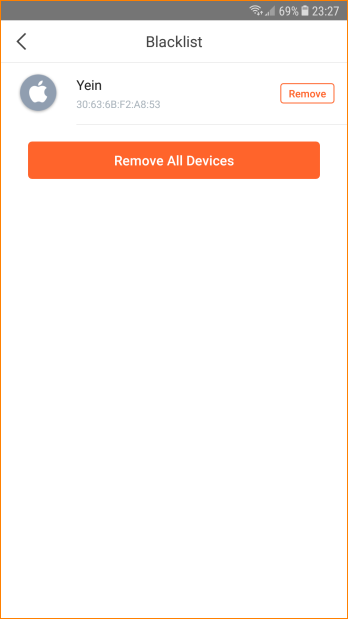 69% 23:27
Blacklist
Yein
30:63:6B:F2:A8:53
Remove
Remove All Devices